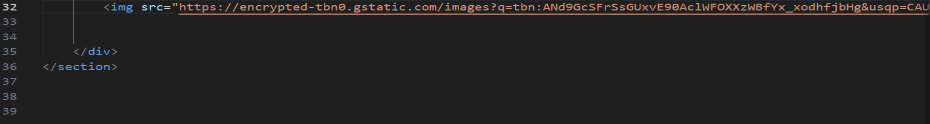 32 <img src="https://encrypted-tbn0.gstatic.com/images?q=tbn:ANd9GcSFrSsGUxvE90AclWFOXXzWBfYx_xodhfjbHg&usqp=CAU
33
34
35 </div>
36 </section>
37
38
39